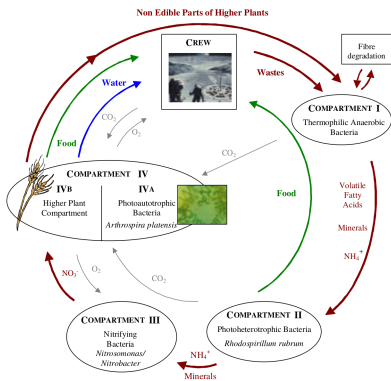 Non Edible Parts of Higher Plants
CREW
Fibre
degradation
Water
Wastes
CO2
O2
COMPARTMENT I
Thermophilic Anaerobic
Bacteria
Food
CO2
COMPARTMENT IV
IVB
Higher Plant
Compartment
IVA
Photoautotrophic
Bacteria
Arthrospira platensis
Food
Volatile
Fatty
Acids
Minerals
NH4+
NO3-
O2
CO2
COMPARTMENT III
Nitrifying
Bacteria
Nitrosomonas/
Nitrobacter
COMPARTMENT II
Photoheterotrophic Bacteria
Rhodospirillum rubrum
NH4+
Minerals